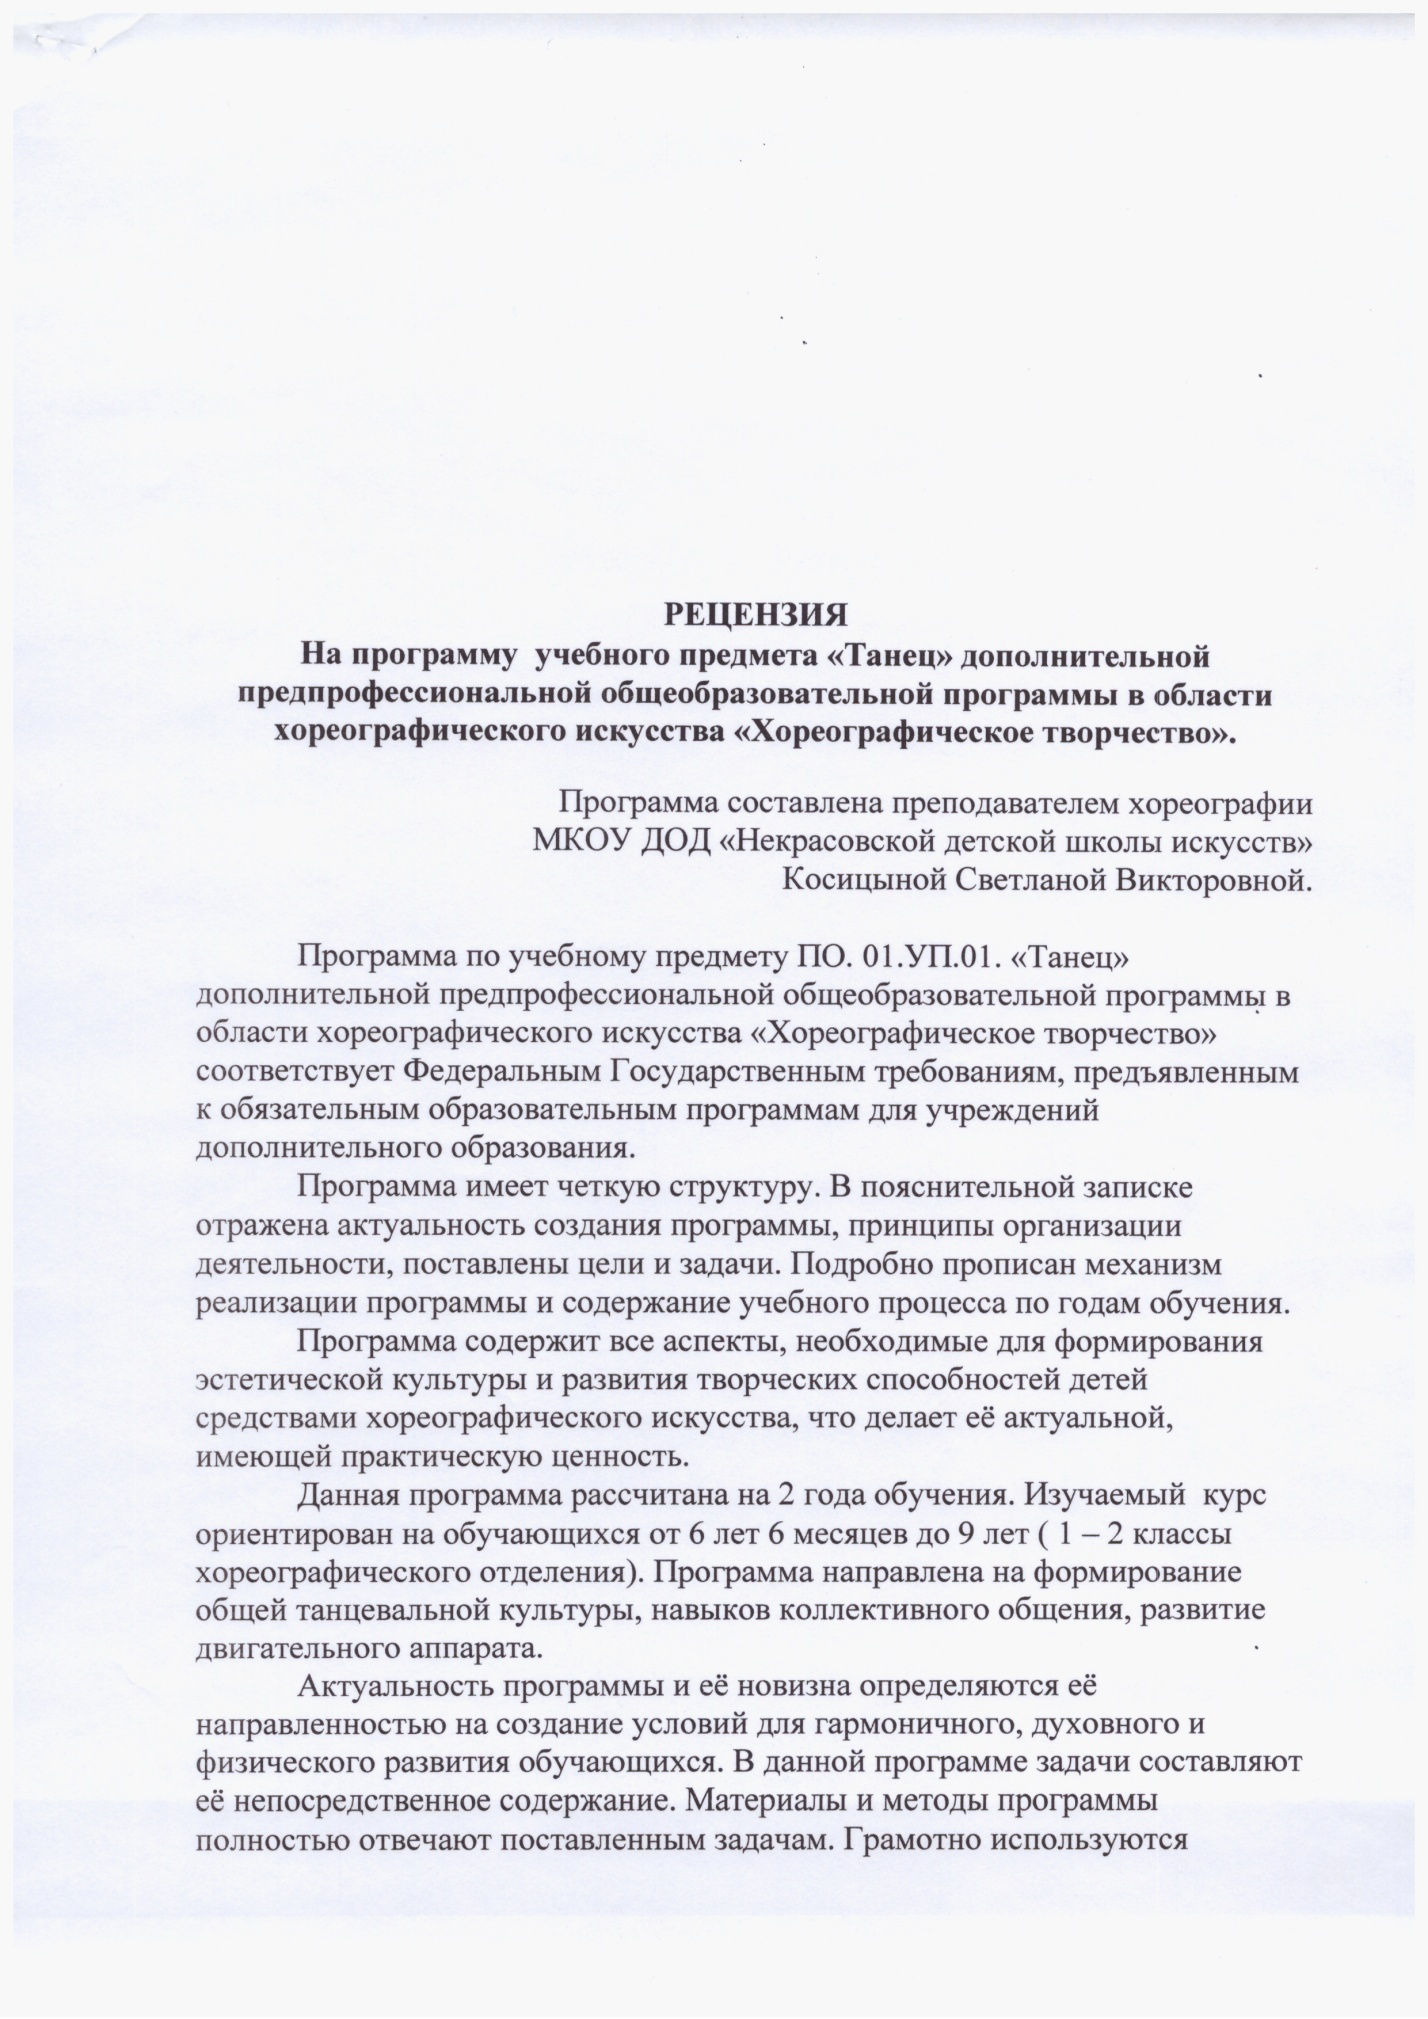 РЕЦЕНЗИЯ
На программу  учебного предмета «Танец» дополнительной
предпрофессиональной общеобразовательной программы в области
хореографического искусства «Хореографическое творчество».
Программа составлена преподавателем хореографии
МКОУ ДОД «Некрасовской детской школы искусств»
Косицыной Светланой Викторовной.
Программа по учебному предмету ПО. 01.УП.01. «Танец»
дополнительной предпрофессиональной общеобразовательной программы в
области хореографического искусства «Хореографическое творчество»
соответствует Федеральным Государственным требованиям, предъявленным
к обязательным образовательным программам для учреждений
дополнительного образования.
Программа имеет четкую структуру. В пояснительной записке
отражена актуальность создания программы, принципы организации
деятельности, поставлены цели и задачи. Подробно прописан механизм
реализации программы и содержание учебного процесса по годам обучения.
Программа содержит все аспекты, необходимые для формирования
эстетической культуры и развития творческих способностей детей
средствами хореографического искусства, что делает её актуальной,
имеющей практическую ценность.
Данная программа рассчитана на 2 года обучения. Изучаемый  курс
ориентирован на обучающихся от 6 лет 6 месяцев до 9 лет ( 1 – 2 классы
хореографического отделения). Программа направлена на формирование
общей танцевальной культуры, навыков коллективного общения, развитие
двигательного аппарата.
Актуальность программы и её новизна определяются её
направленностью на создание условий для гармоничного, духовного и
физического развития обучающихся. В данной программе задачи составляют
её непосредственное содержание. Материалы и методы программы
полностью отвечают поставленным задачам. Грамотно используются